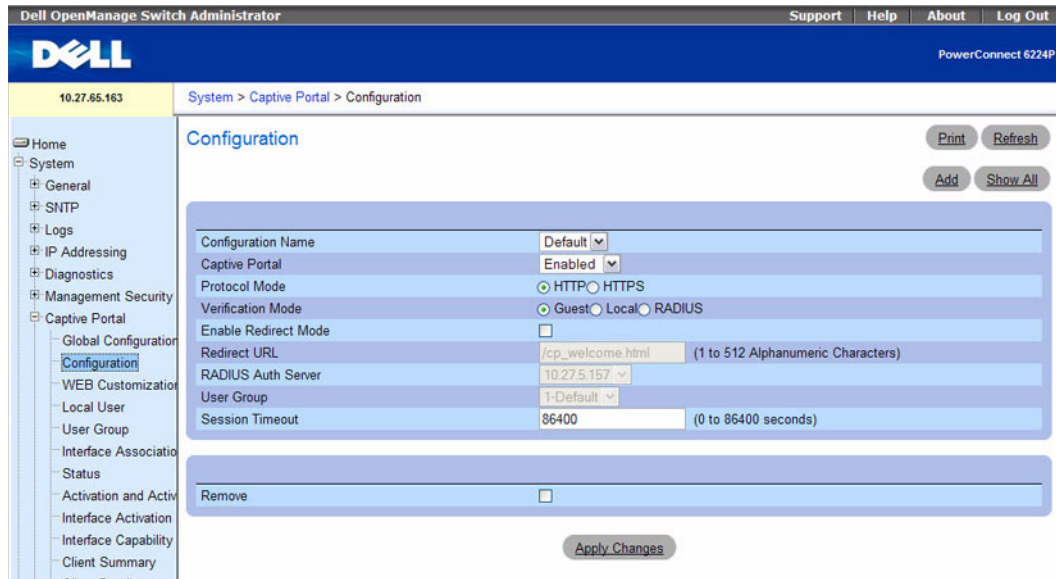 Dell OpenManage Switch Administrator
Support
Help
About
Log Out
DELL
PowerConnect 6224P
10.27.65.163
System > Captive Portal > Configuration
Home
System
General
SNTP
Logs
IP Addressing
Diagnostics
Management Security
Captive Portal
Global Configuration
Configuration
WEB Customization
Local User
User Group
Interface Associatio
Status
Activation and Activ
Interface Activation
Interface Capability
Client Summary
Configuration
Print
Refresh
Add
Show All
Configuration Name Default
Captive Portal Enabled
Protocol Mode HTTP HTTPS
Verification Mode Guest Local RADIUS
Enable Redirect Mode
Redirect URL /cp_welcome.html (1 to 512 Alphanumeric Characters)
RADIUS Auth Server 10.27.5.157
User Group 1-Default
Session Timeout 86400 (0 to 86400 seconds)
Remove
Apply Changes